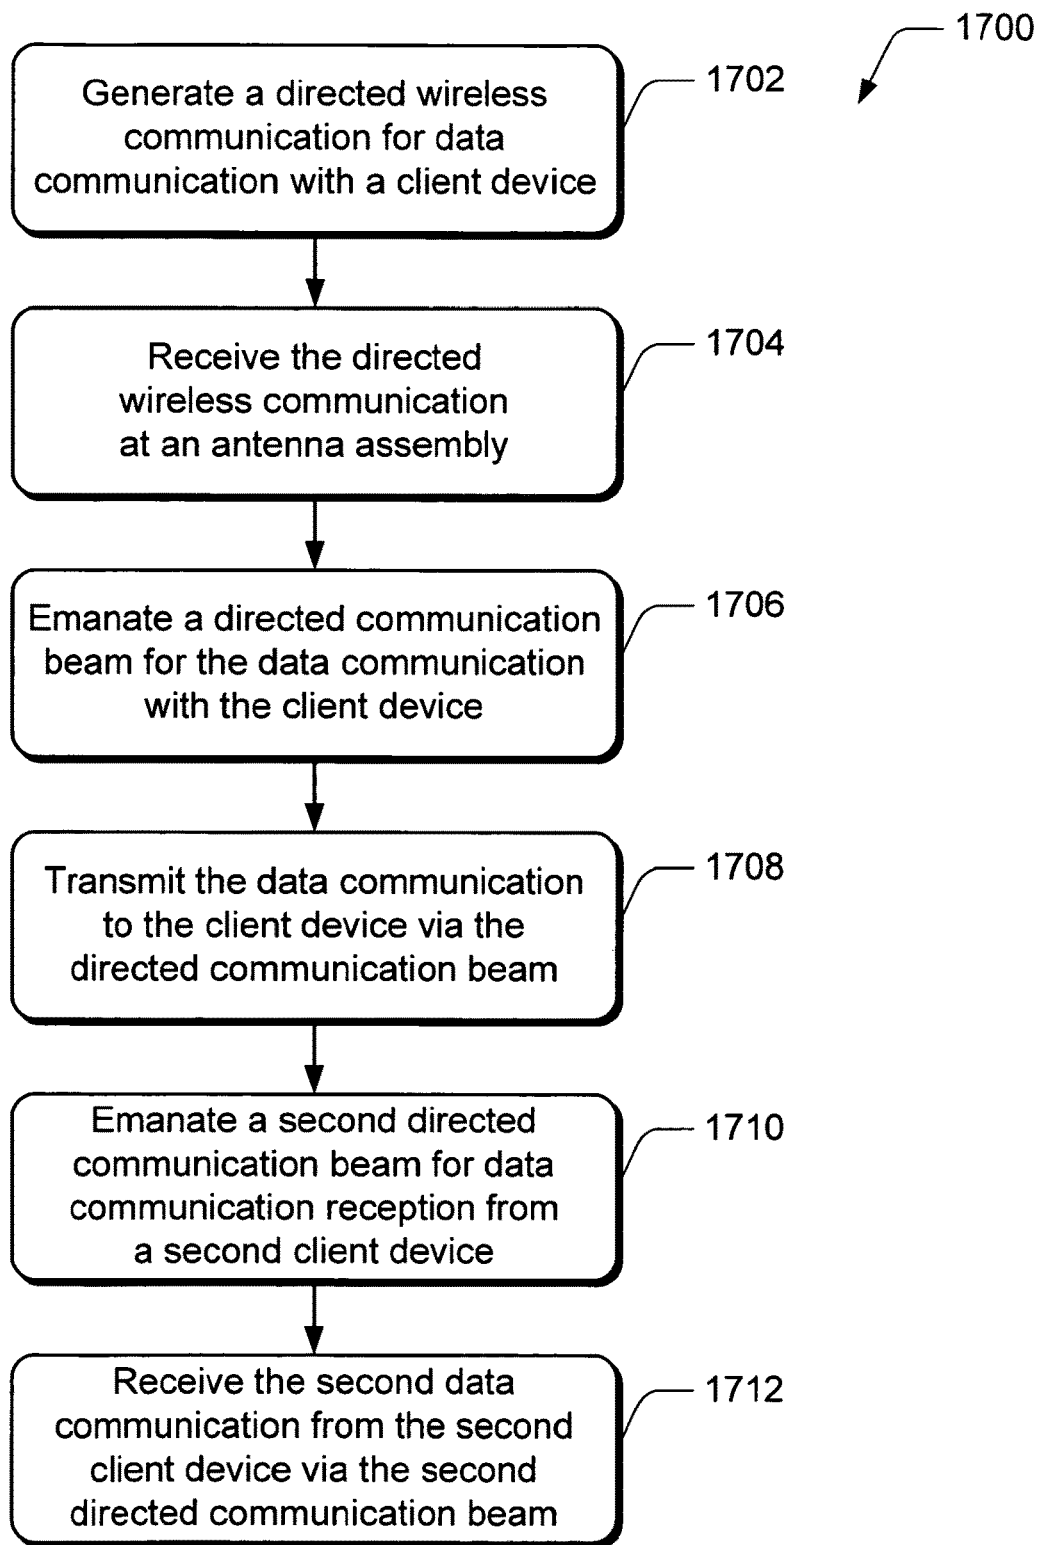 1700
Generate a directed wireless
communication for data
communication with a client device
1702
Receive the directed
wireless communication
at an antenna assembly
1704
Emanate a directed communication
beam for the data communication
with the client device
1706
Transmit the data communication
to the client device via the
directed communication beam
1708
Emanate a second directed
communication beam for data
communication reception from
a second client device
1710
Receive the second data
communication from the second
client device via the second
directed communication beam
1712